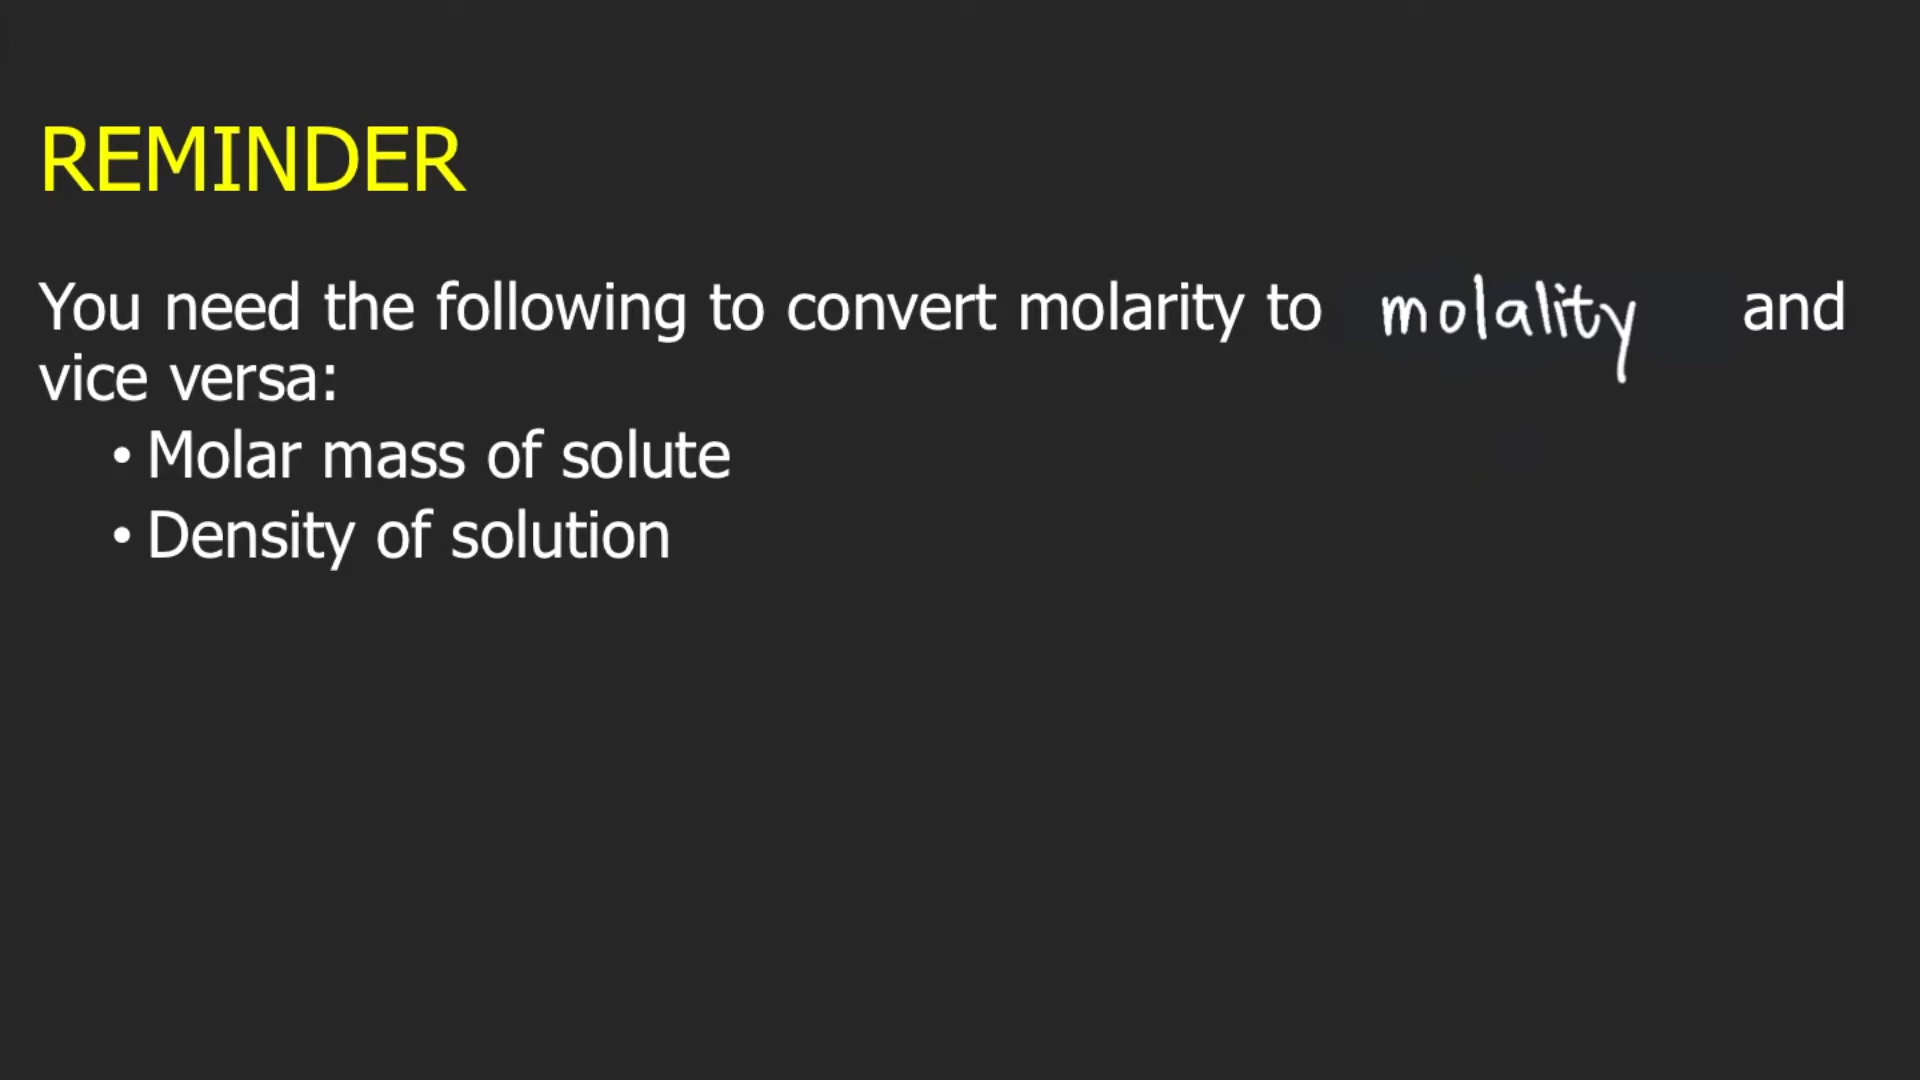 REMINDER
You need the following to convert molarity to molality and
vice versa:
• Molar mass of solute
• Density of solution